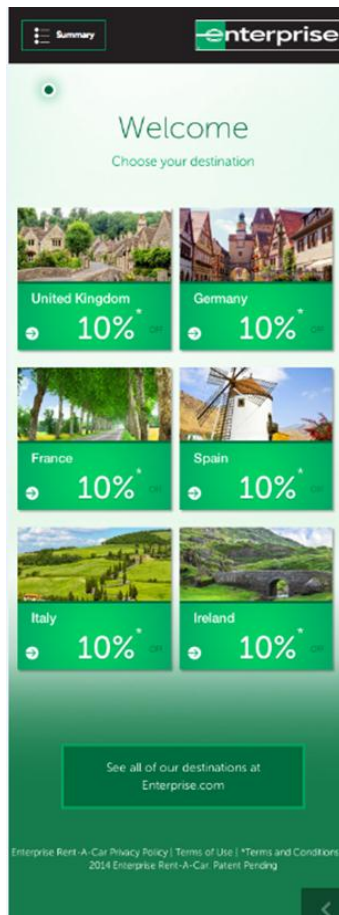 Summary
enterprise
Welcome
Choose your destination
United Kingdom
10%*
Germany
10%*
France
10%*
Spain
10%*
Italy
10%*
Ireland
10%*
See all of our destinations at
Enterprise.com
Enterprise Rent-A-Car Privacy Policy | Terms of Use | *Terms and Conditions
2014 Enterprise Rent-A-Car. Patent Pending